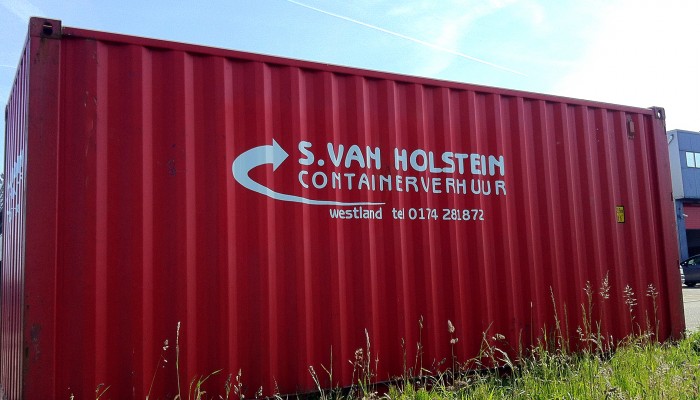 S.VAN HOLSTEIN
CONTAINERVERHUUR
westland tel 0174 281872